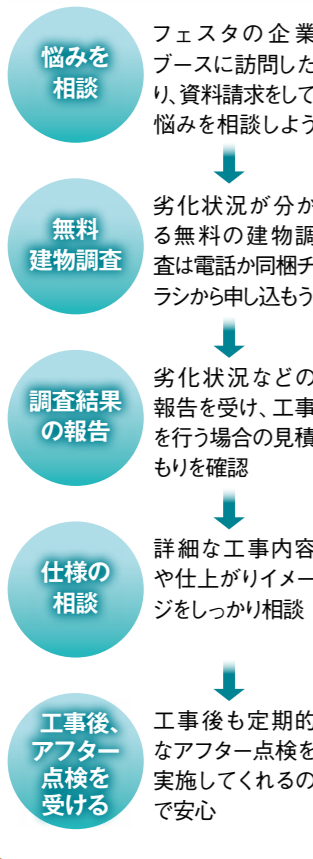 悩みを
相談
フェスタの企業
ブースに訪問した
り、資料請求をして
悩みを相談しよう
無料
建物調査
劣化状況が分か
る無料の建物調
査は電話か同梱チ
ラシから申し込もう
調査結果
の報告
劣化状況などの
報告を受け、工事
を行う場合の見積
もりを確認
仕様の
相談
詳細な工事内容
や仕上がりイメー
ジをしっかり相談
工事後、
アフター
点検を
受ける
工事後も定期的
なアフター点検を
実施してくれるの
で安心